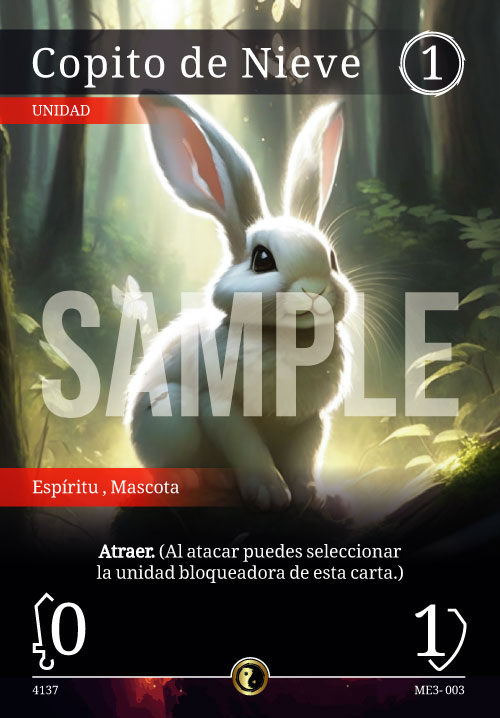 Copito de Nieve
1
UNIDAD
SAMPLE
Espíritu , Mascota
Atraer. (Al atacar puedes seleccionar
la unidad bloqueadora de esta carta.)
0
1
4137
ME3- 003